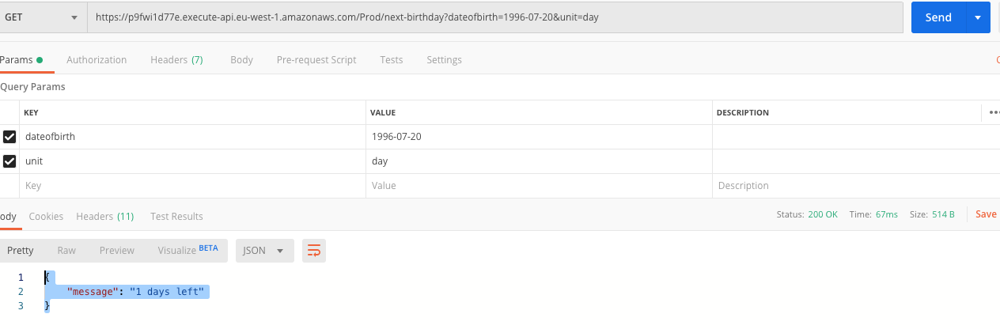 GET https://p9fwi1d77e.execute-api.eu-west-1.amazonaws.com/Prod/next-birthday?dateofbirth=1996-07-20&unit=day Send
Params Authorization Headers (7) Body Pre-request Script Tests Settings
Query Params
KEY VALUE DESCRIPTION
dateofbirth 1996-07-20
unit day
Key Value Description
ody Cookies Headers (11) Test Results Status: 200 OK Time: 67ms Size: 514 B Save
Pretty Raw Preview Visualize BETA JSON
1 {
2 "message": "1 days left"
3 }